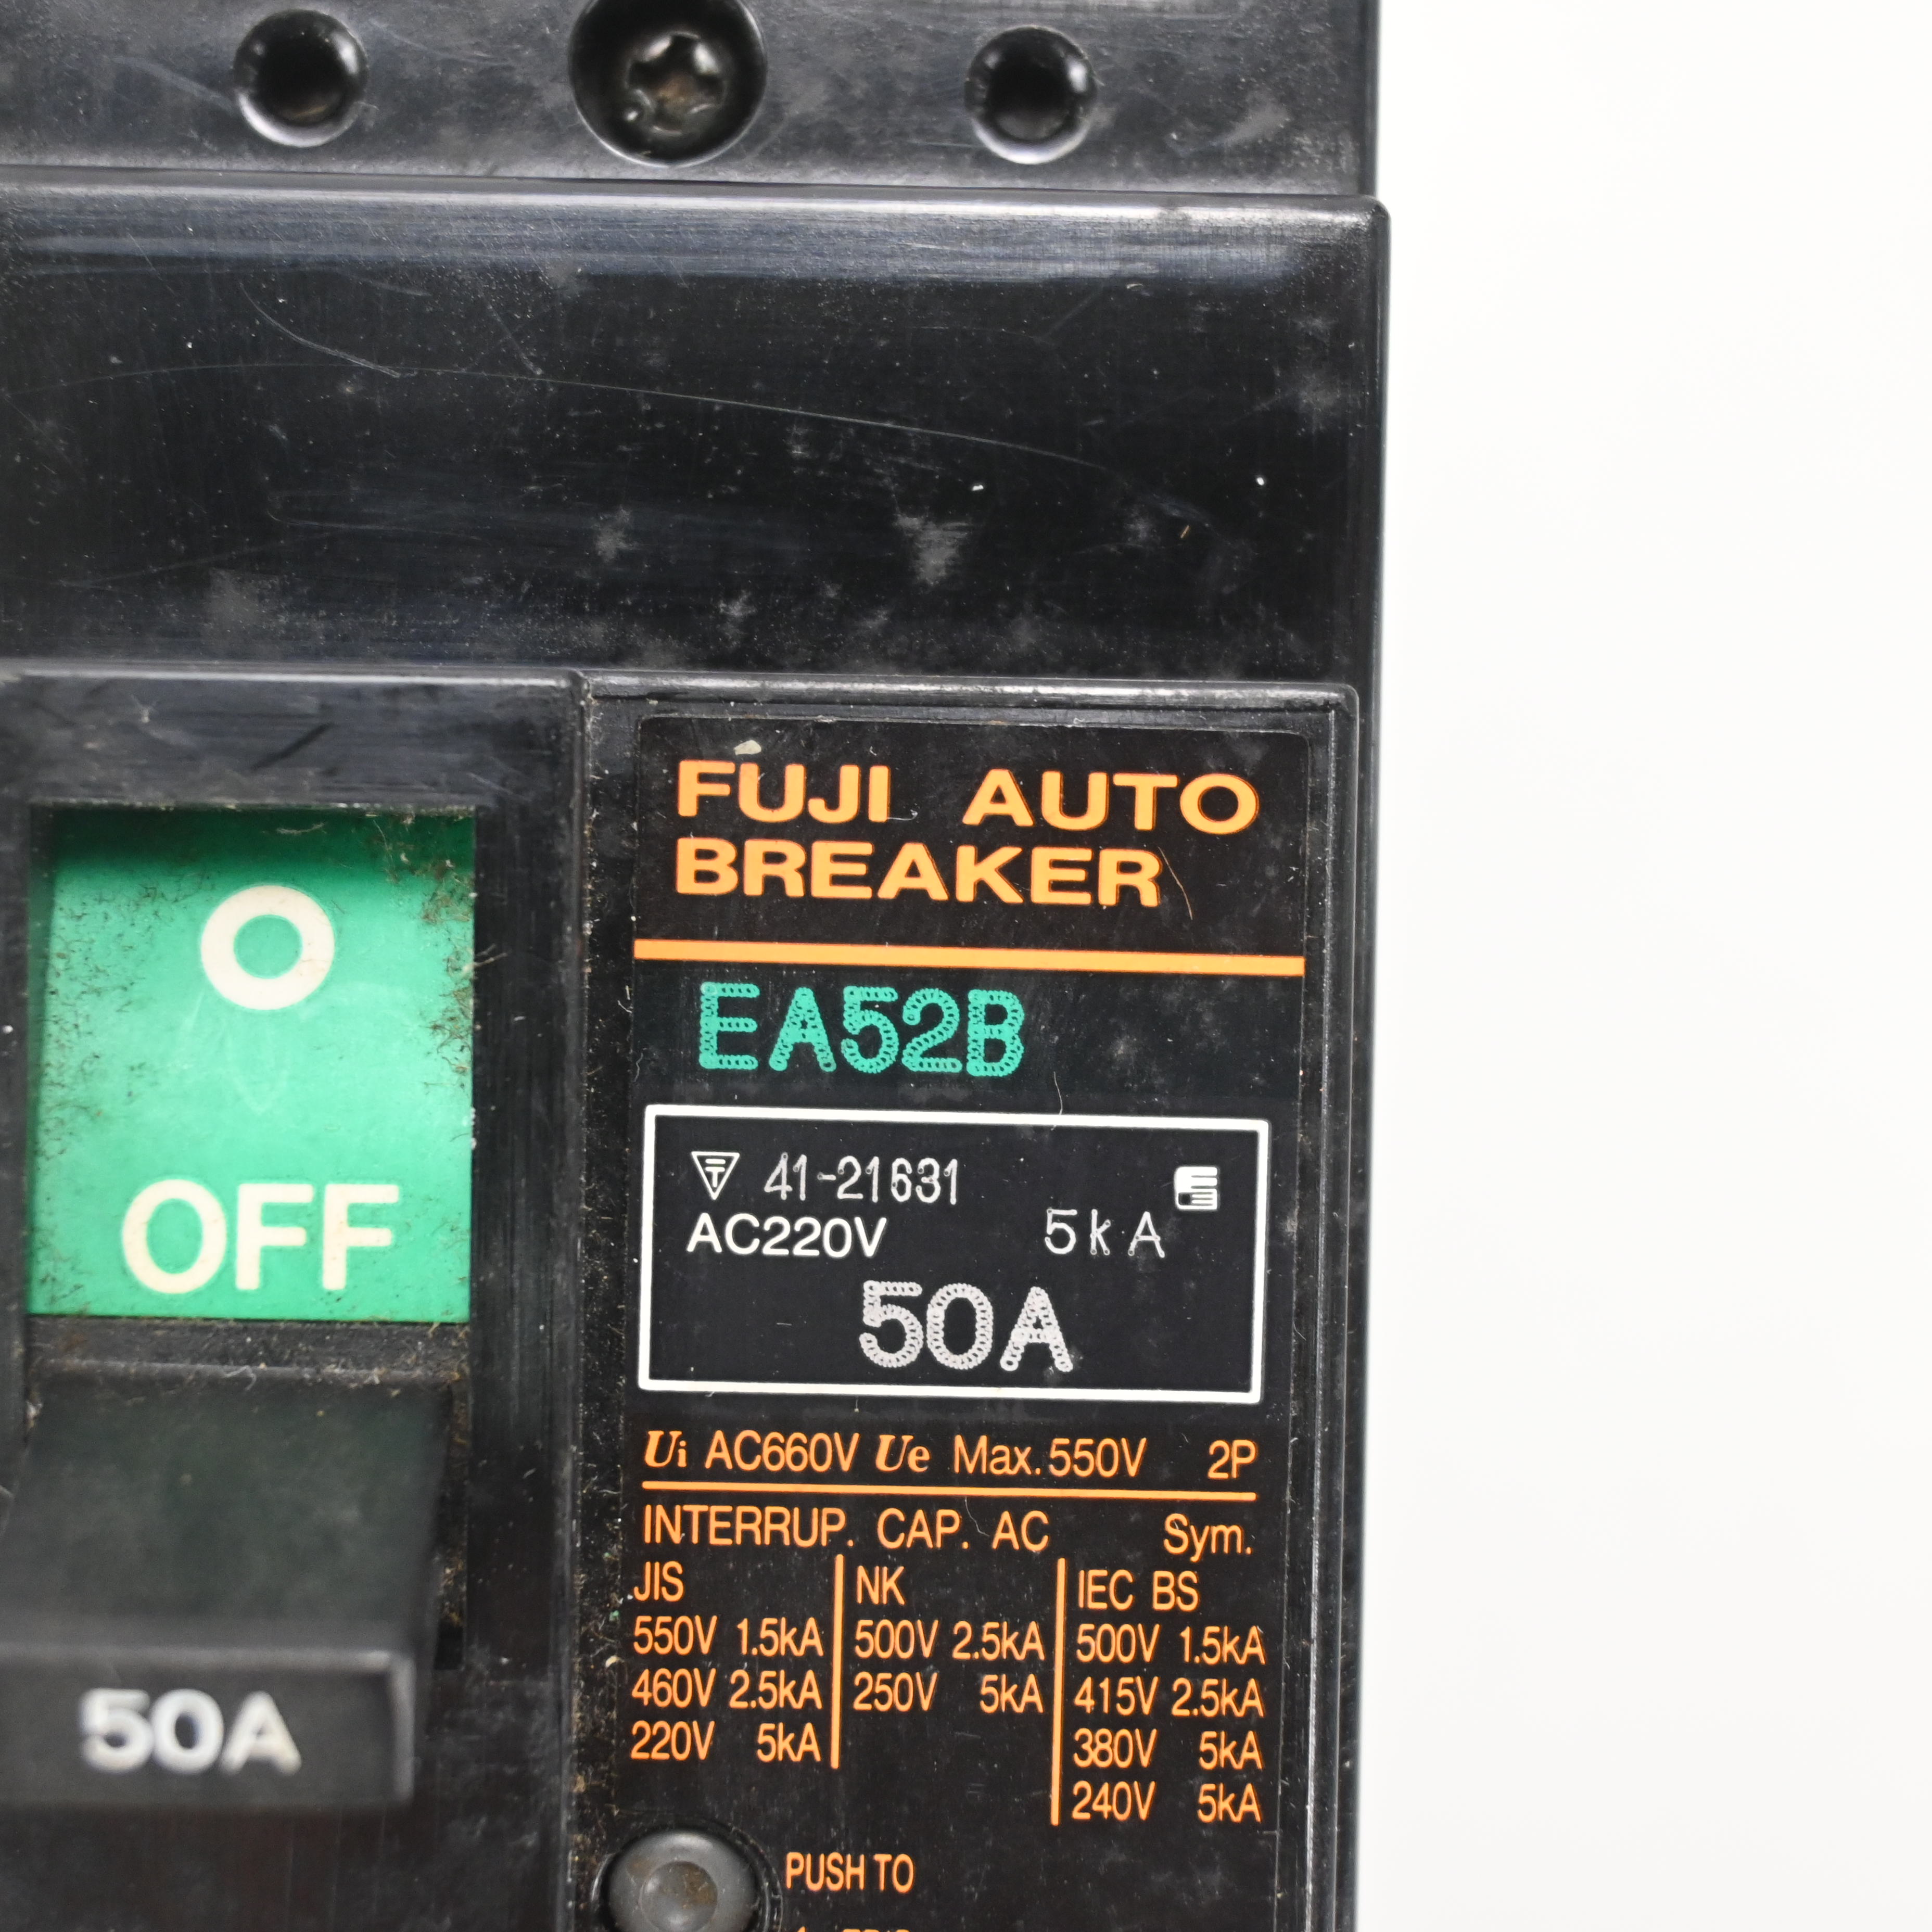 FUJI AUTO
BREAKER
EA52B
O
OFF
41-21631
AC220V 5kA
50A
Ui AC660V Ue Max.550V 2P
INTERRUP. CAP. AC Sym.
JIS NK IEC BS
550V 1.5kA 500V 2.5kA 500V 1.5kA
460V 2.5kA 250V 5kA 415V 2.5kA
220V 5kA 380V 5kA
240V 5kA
50A
PUSH TO